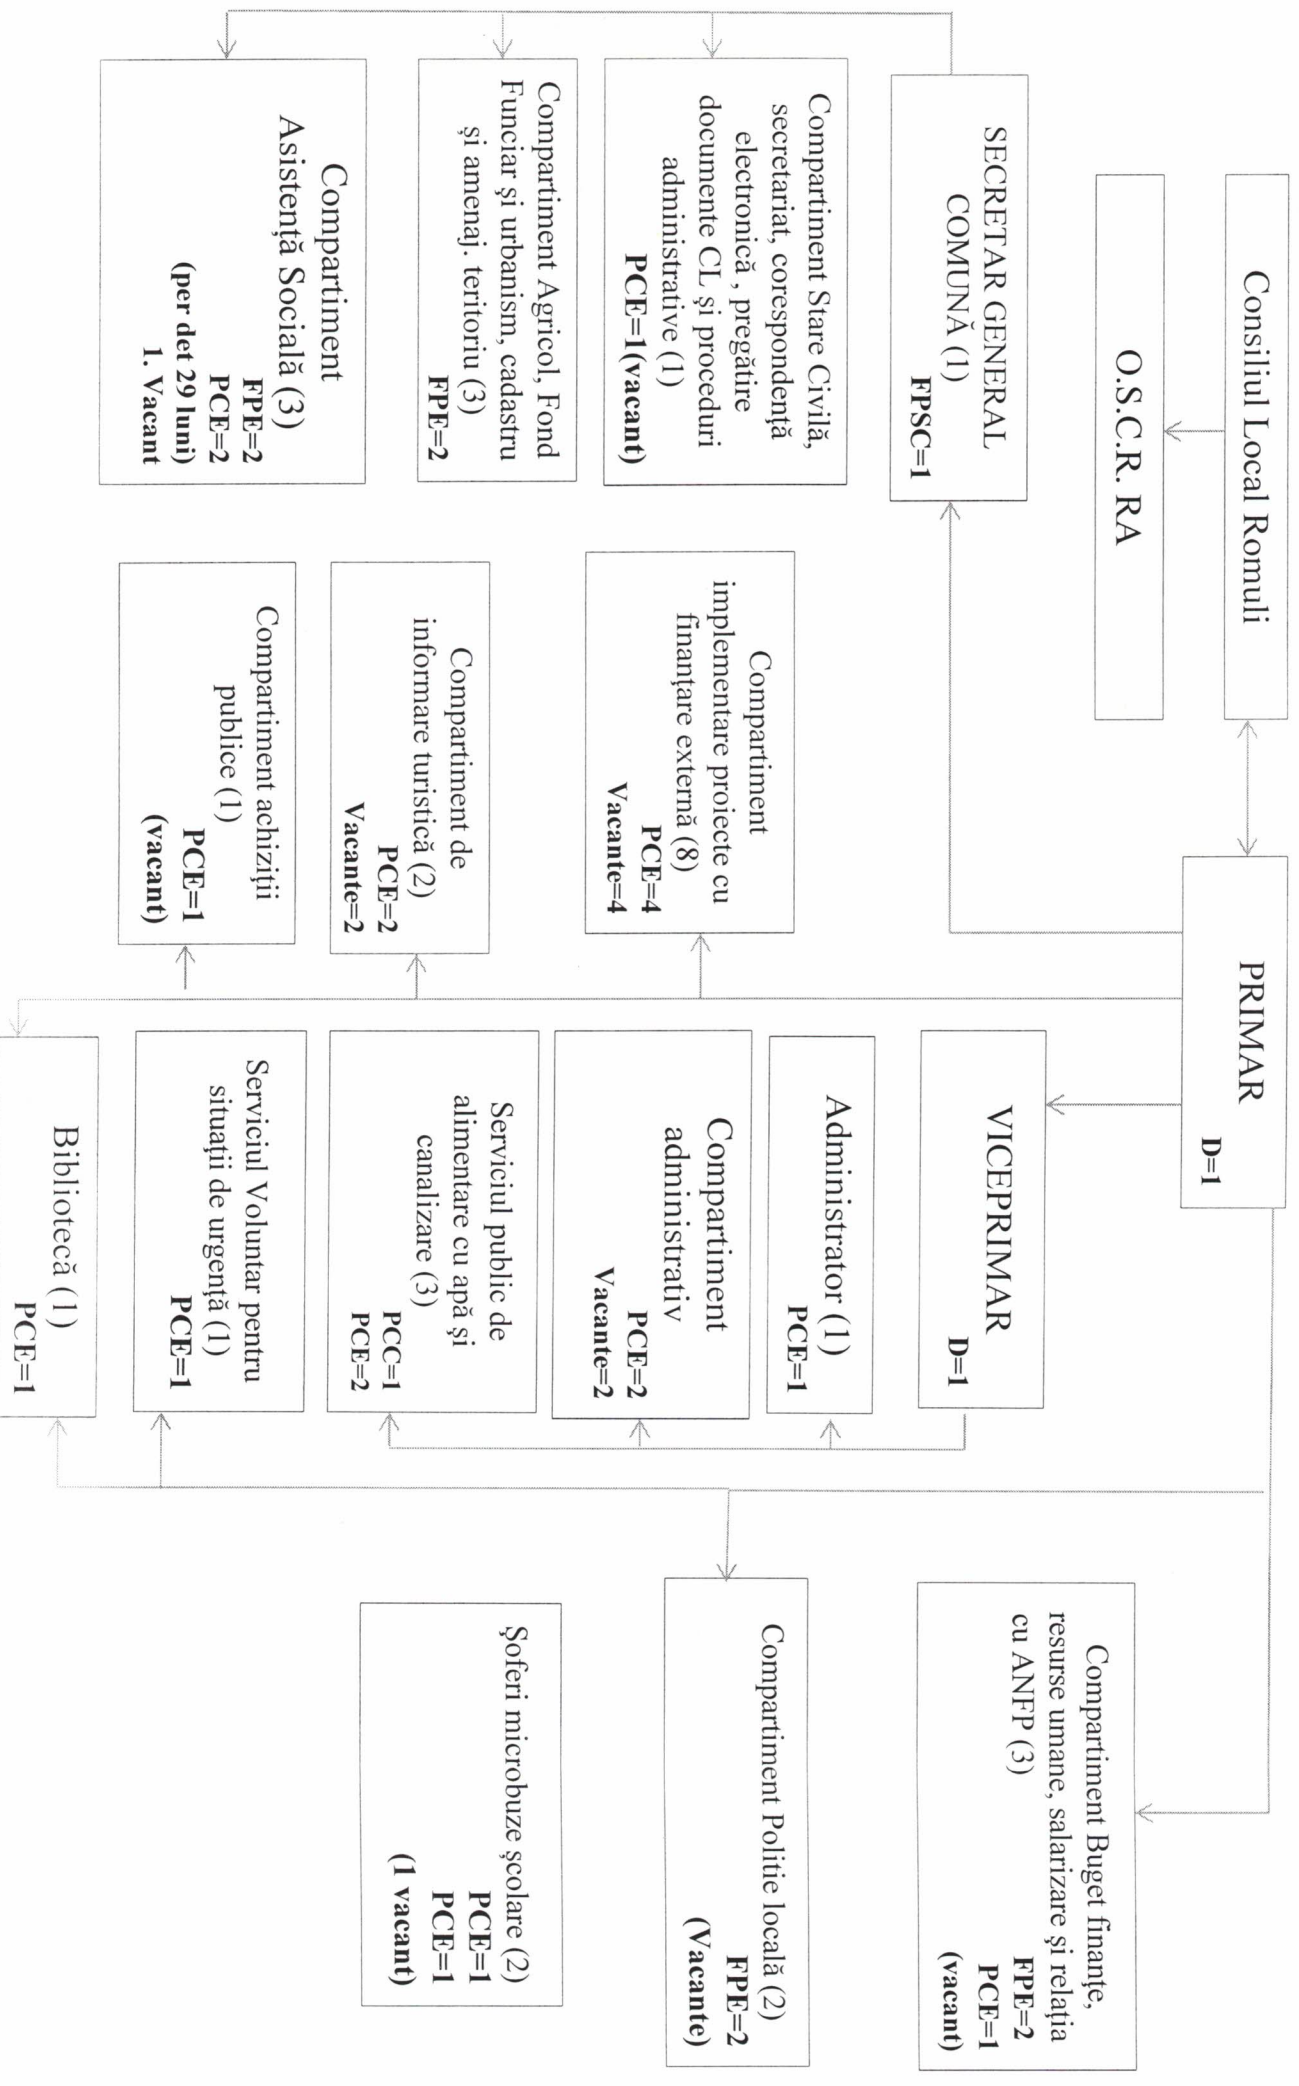 Consiliul Local Romuli
O.S.C.R. RA
PRIMAR
D=1
SECRETAR GENERAL
COMUNĂ (1)
FPSC=1
Compartiment Stare Civilă,
secretariat, corespondență
electronică , pregătire
documente CL și proceduri
administrative (1)
PCE=1(vacant)
Compartiment Agricol, Fond
Funciar și urbanism, cadastru
și amenaj. teritoriu (3)
FPE=2
Compartiment
Asistență Socială (3)
FPE=2
PCE=2
(per det 29 luni)
1. Vacant
Compartiment
implementare proiecte cu
finanțare externă (8)
PCE=4
Vacante=4
Compartiment de
informare turistică (2)
PCE=2
Vacante=2
Compartiment achiziții
publice (1)
PCE=1
(vacant)
VICEPRIMAR
D=1
Administrator (1)
PCE=1
Compartiment
administrativ
PCE=2
Vacante=2
Serviciul public de
alimentare cu apă și
canalizare (3)
PCC=1
PCE=2
Serviciul Voluntar pentru
situații de urgență (1)
PCE=1
Bibliotecă (1)
PCE=1
Compartiment Buget finanțe,
resurse umane, salarizare și relația
cu ANFP (3)
FPE=2
PCE=1
(vacant)
Compartiment Politie locală (2)
FPE=2
(Vacante)
Șoferi microbuze școlare (2)
PCE=1
PCE=1
(1 vacant)